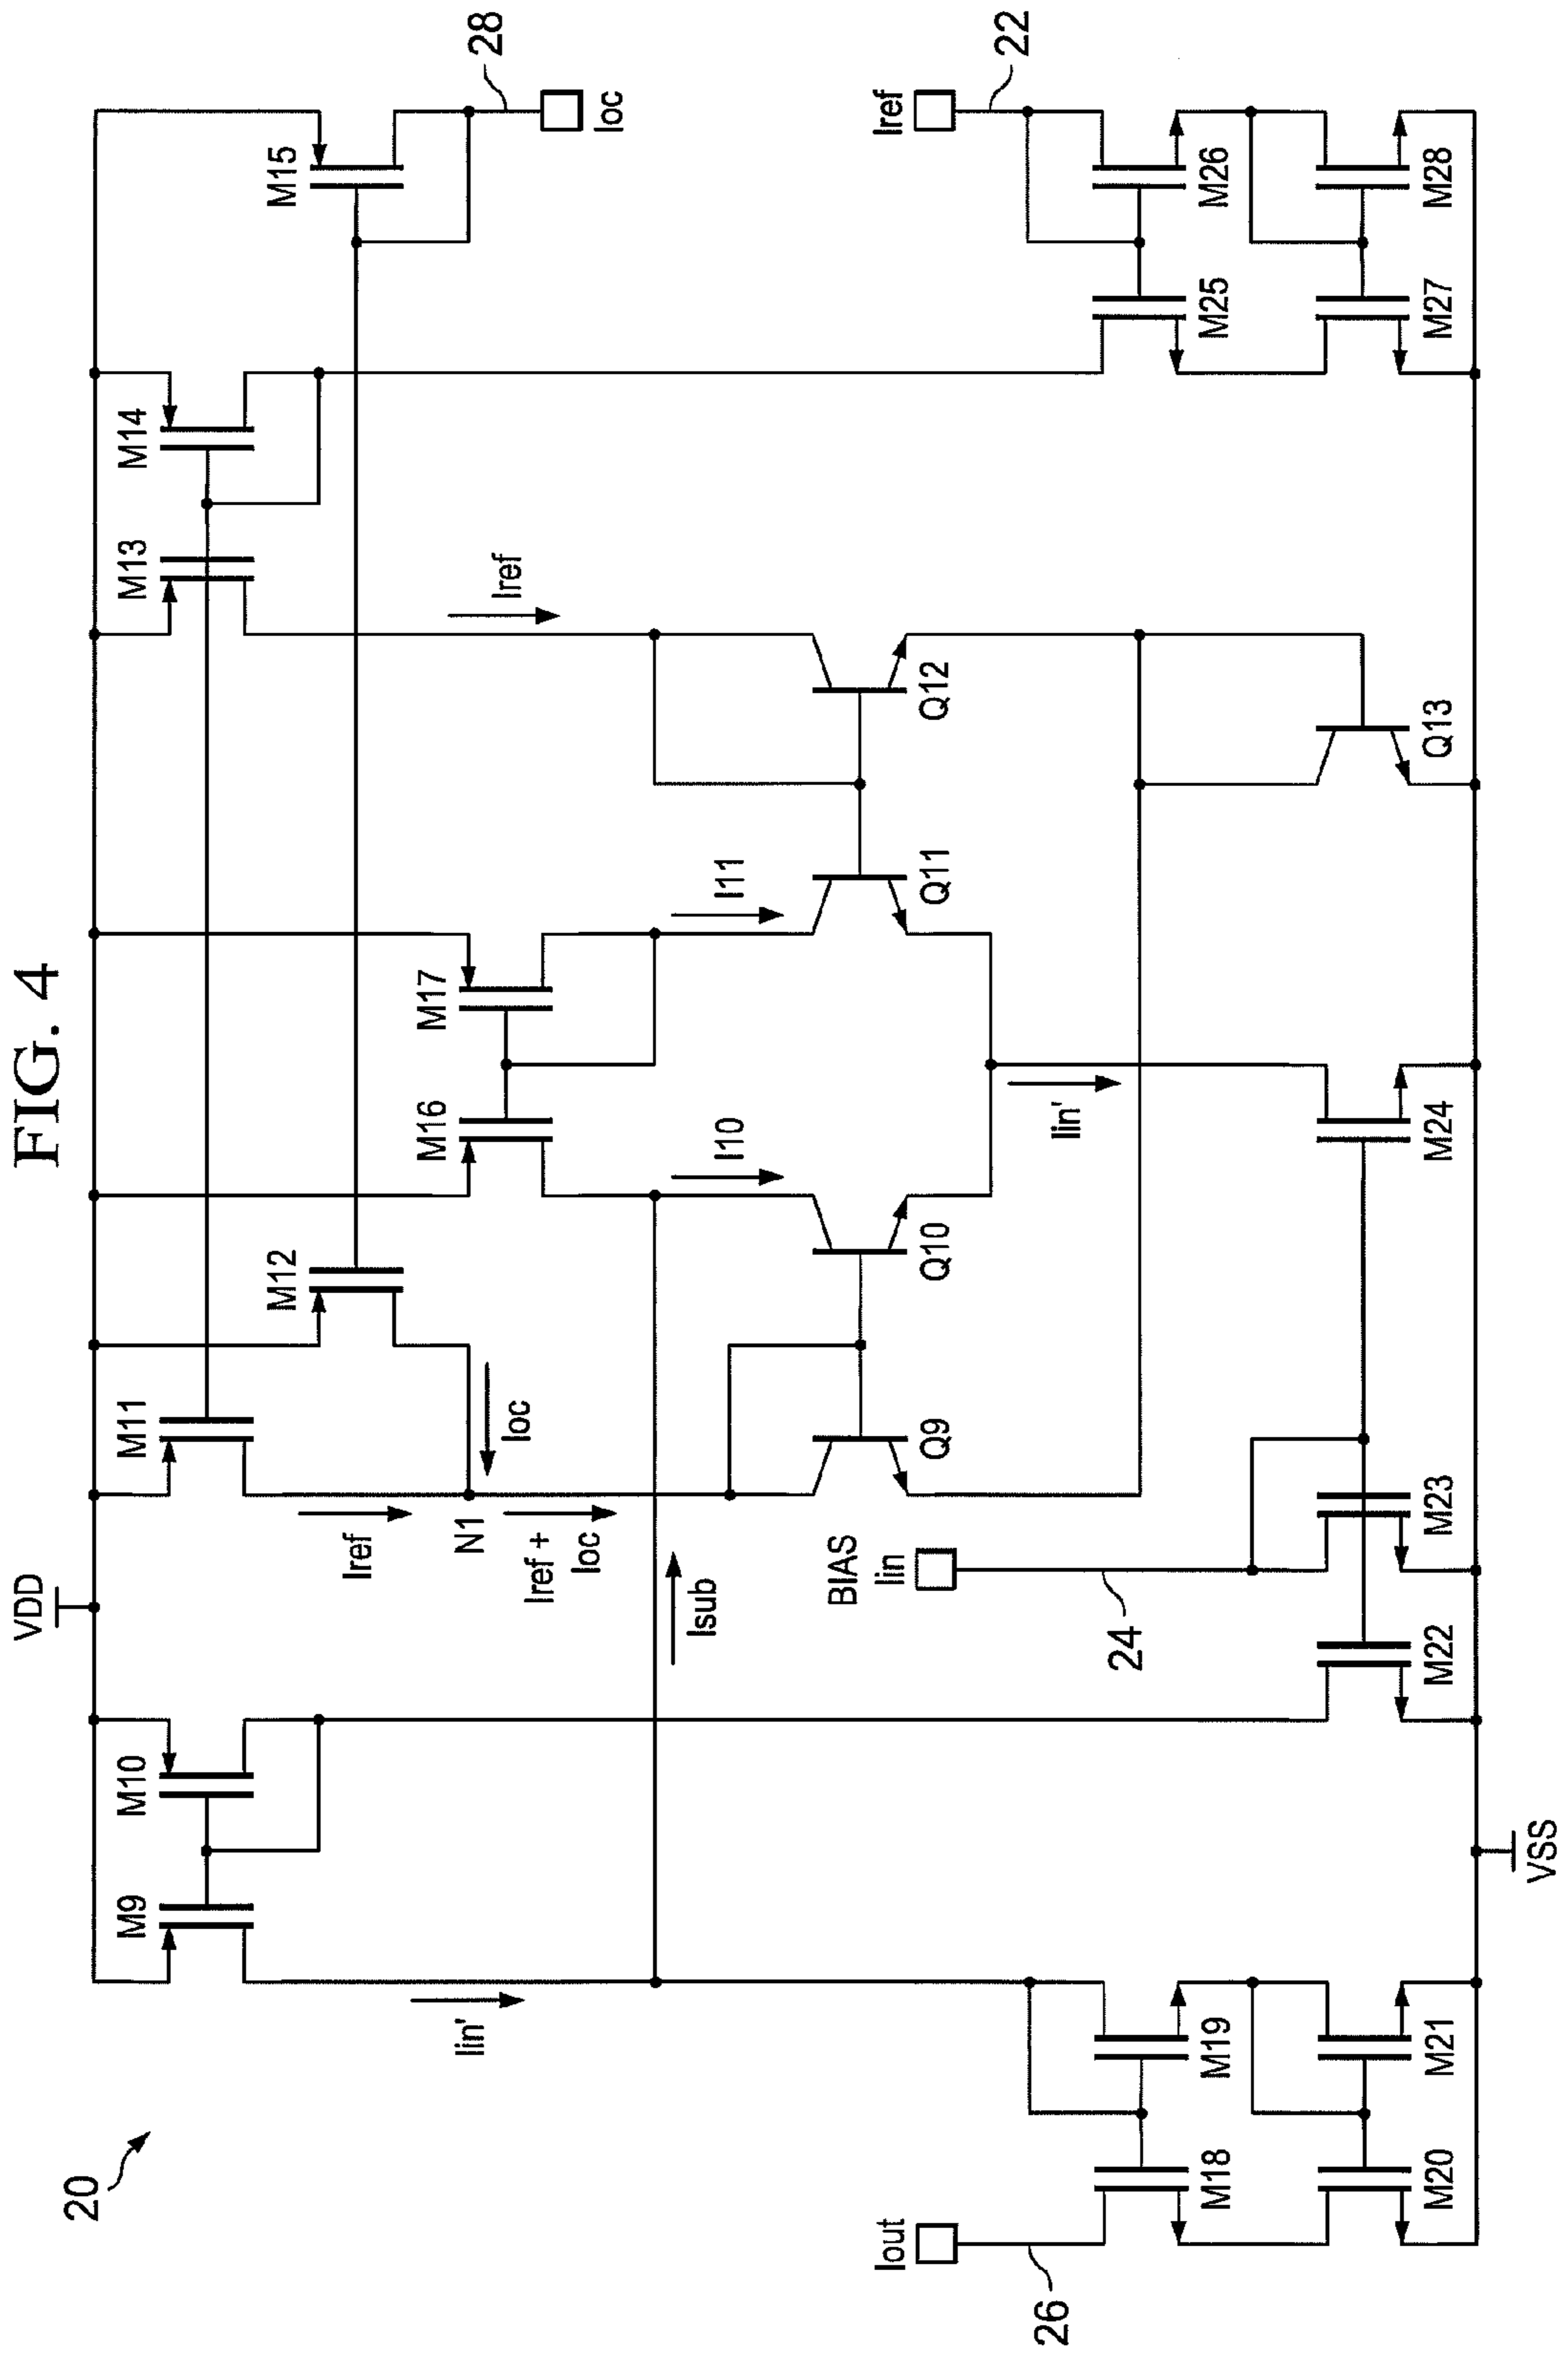 FIG. 4
20
VDD
M9
M10
M11
M13
M14
M12
M15
M16
M17
28
Ioc
Iin'
Iref
N1
Ioc
Iref +
Ioc
Isub
I10
I11
Iref
Q9
Q10
Q11
Q12
Iout
26
BIAS
Iin
24
Iin'
Iref
22
M18
M19
M25
M26
M20
M21
M22
M23
M24
Q13
M27
M28
VSS